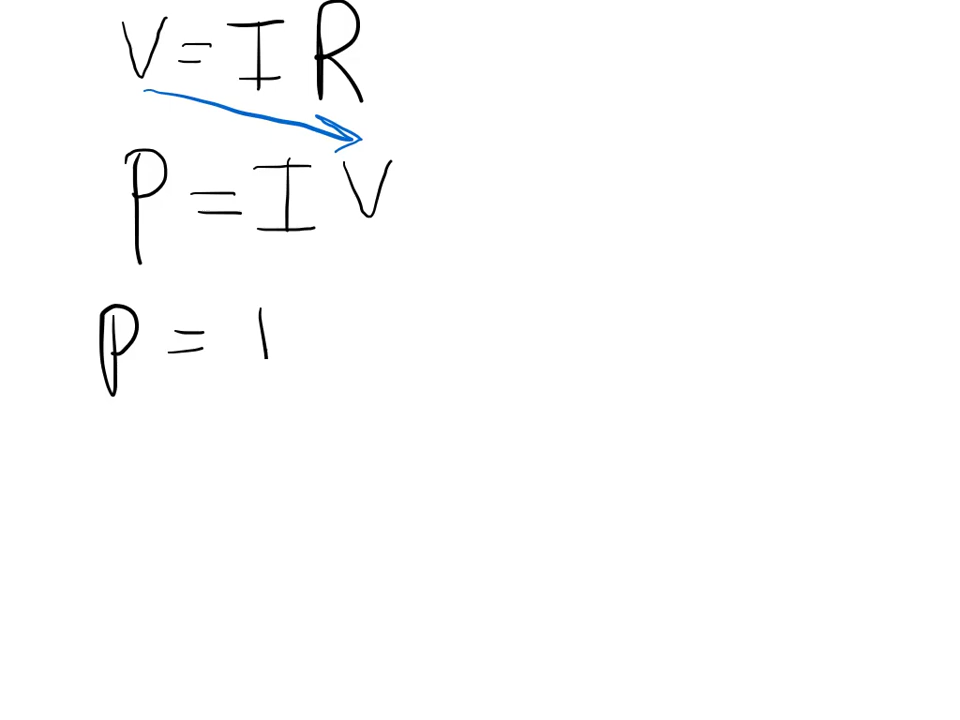 V = I R
P = I V
P = I